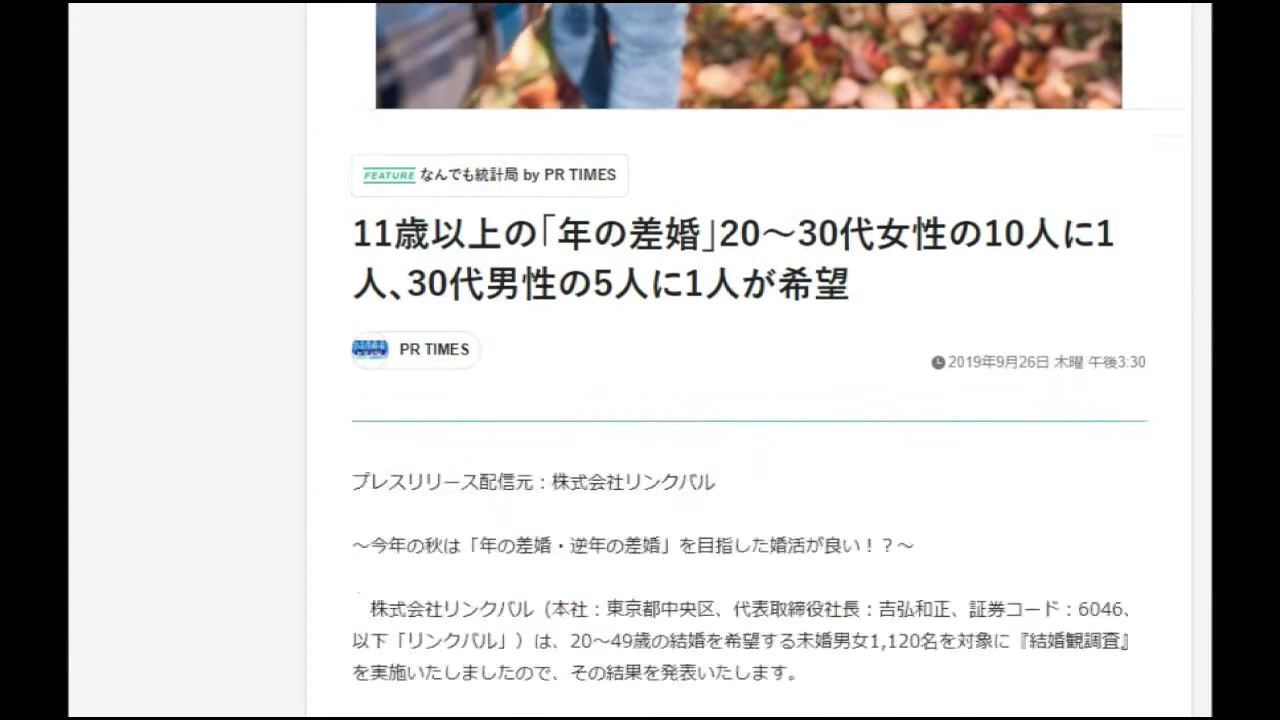 FEATURE なんでも統計局 by PR TIMES
11歳以上の「年の差婚」20〜30代女性の10人に1
人、30代男性の5人に1人が希望
PR TIMES
2019年9月26日 木曜 午後3:30
プレスリリース配信元：株式会社リンクバル
〜今年の秋は「年の差婚・逆年の差婚」を目指した婚活が良い！？〜
株式会社リンクバル（本社：東京都中央区、代表取締役社長：吉弘和正、証券コード：6046、
以下「リンクバル」）は、20〜49歳の結婚を希望する未婚男女1,120名を対象に『結婚観調査』
を実施いたしましたので、その結果を発表いたします。